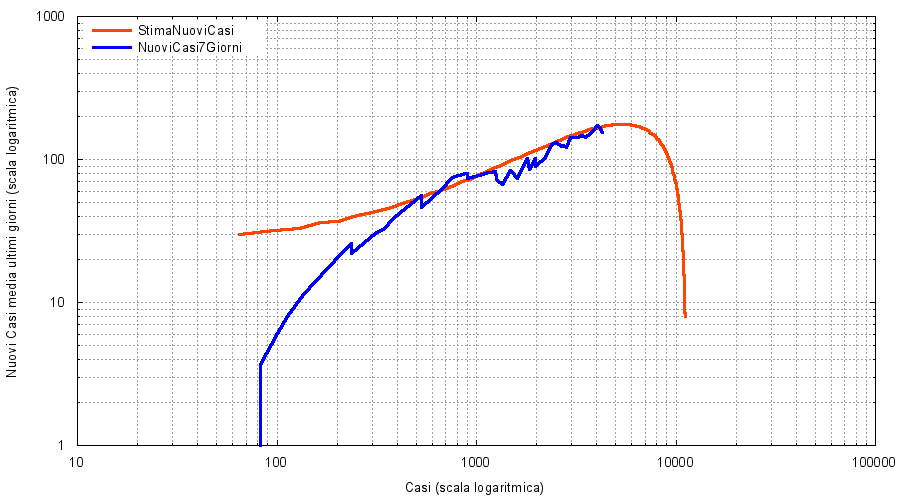 1000
StimaNuoviCasi
NuoviCasi7Giorni
100
10
1
10
100
1000
10000
100000
Nuovi Casi media ultimi giorni (scala logaritmica)
Casi (scala logaritmica)